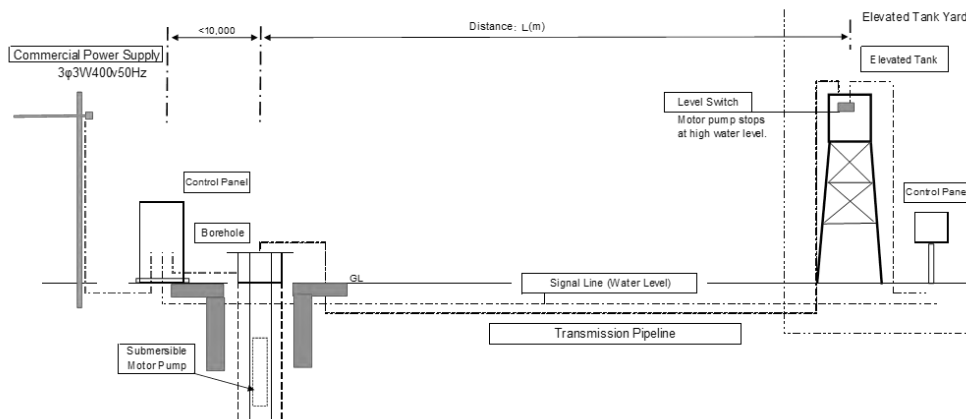 <10,000
Distance: L(m)
Elevated Tank Yard
Commercial Power Supply
3φ3W400v50Hz
Elevated Tank
Level Switch
Motor pump stops
at high water level.
Control Panel
Control Pane
Borehole
GL
Signal Line (Water Level)
Transmission Pipeline
Submersible
Motor Pump